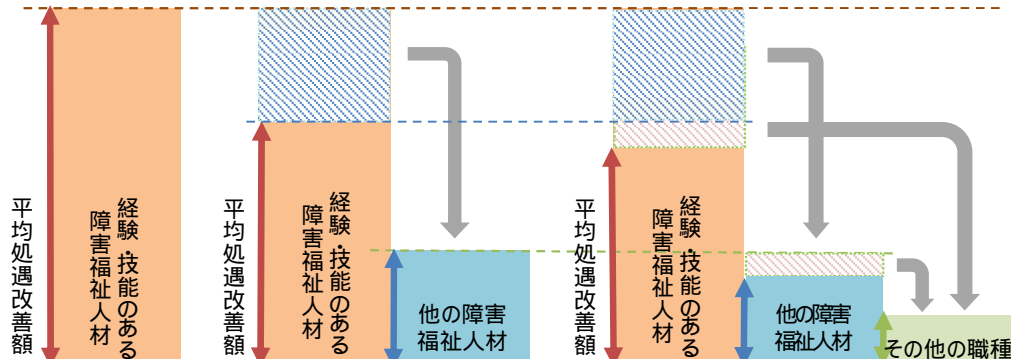 平均処遇改善額
経験・技能のある
障害福祉人材
平均処遇改善額
経験・技能のある
障害福祉人材
他の障害
福祉人材
平均処遇改善額
経験・技能のある
障害福祉人材
他の障害
福祉人材
その他の職種